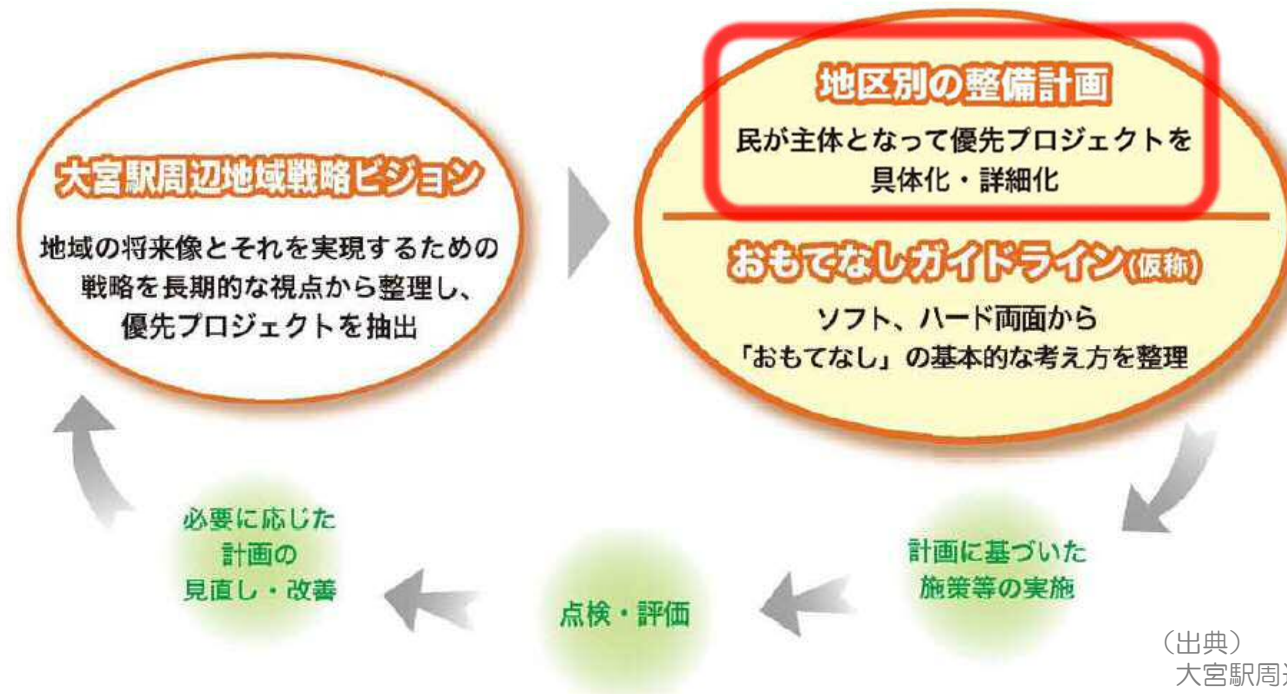 大宮駅周辺地域戦略ビジョン
地域の将来像とそれを実現するための
戦略を長期的な視点から整理し、
優先プロジェクトを抽出
地区別の整備計画
民が主体となって優先プロジェクトを
具体化・詳細化
おもてなしガイドライン(仮称)
ソフト、ハード両面から
「おもてなし」の基本的な考え方を整理
計画に基づいた
施策等の実施
点検・評価
必要に応じた
計画の
見直し・改善
（出典）
大宮駅周